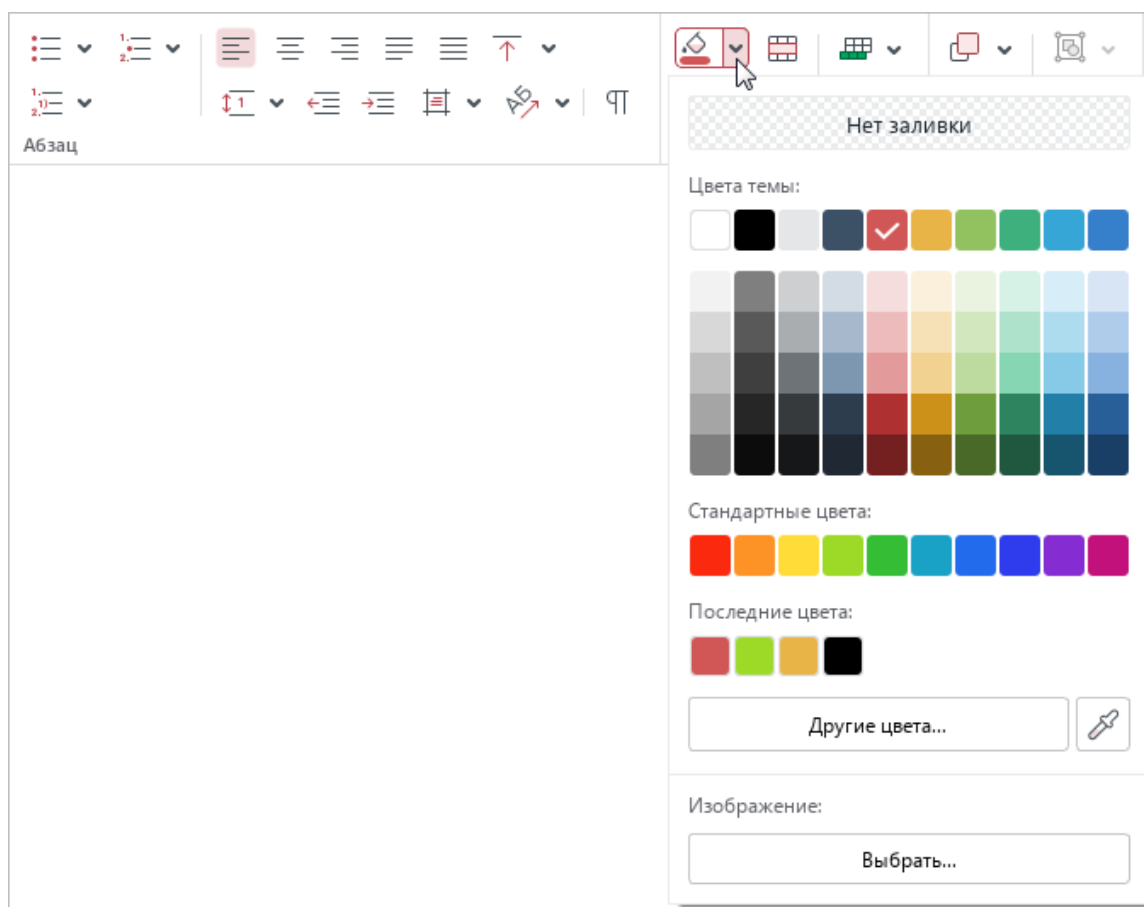 Абзац
Нет заливки
Цвета темы:
Стандартные цвета:
Последние цвета:
Другие цвета...
Изображение:
Выбрать...